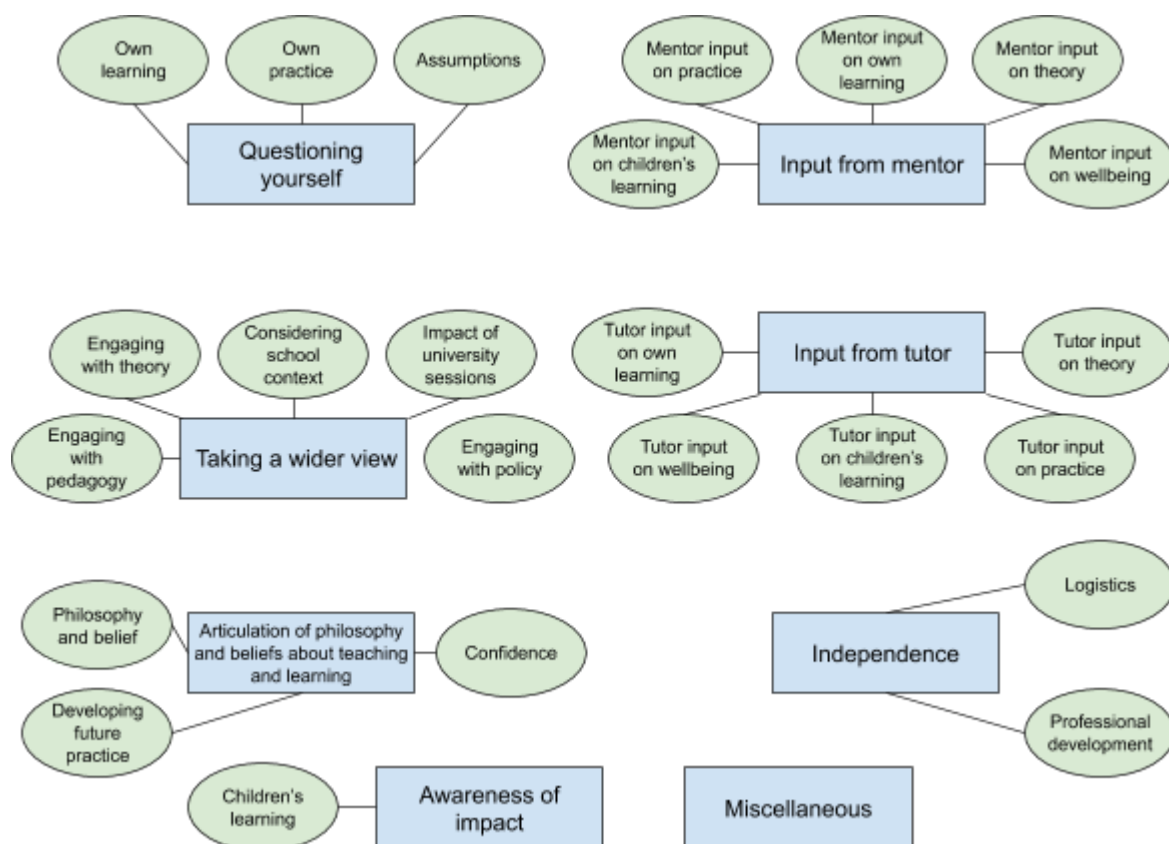 Own
learning
Own
practice
Assumptions
Questioning
yourself
Mentor input
on practice
Mentor input
on own
learning
Mentor input
on theory
Mentor input
on children's
learning
Input from mentor
Mentor input
on wellbeing
Engaging
with theory
Considering
school
context
Impact of
university
sessions
Engaging
with
pedagogy
Taking a wider view
Engaging
with policy
Tutor input
on own
learning
Input from tutor
Tutor input
on theory
Tutor input
on wellbeing
Tutor input
on children's
learning
Tutor input
on practice
Philosophy
and belief
Articulation of philosophy
and beliefs about teaching
and learning
Confidence
Developing
future
practice
Logistics
Independence
Professional
development
Children's
learning
Awareness of
impact
Miscellaneous